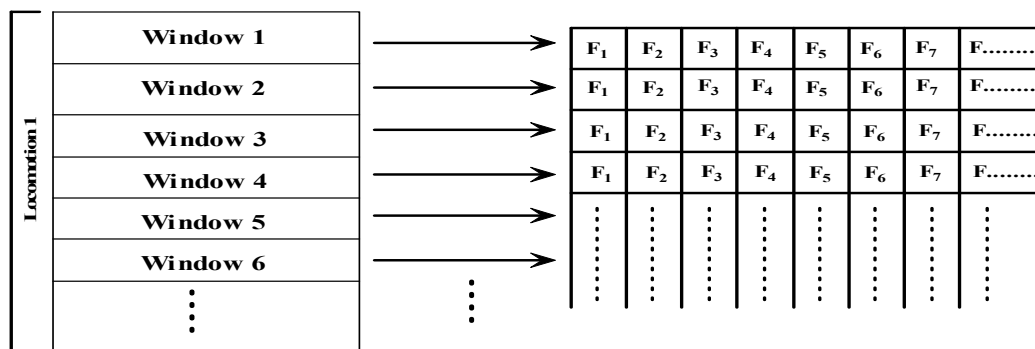 Locomotion 1
Window 1
Window 2
Window 3
Window 4
Window 5
Window 6
F₁ F₂ F₃ F₄ F₅ F₆ F₇ F.........
F₁ F₂ F₃ F₄ F₅ F₆ F₇ F.........
F₁ F₂ F₃ F₄ F₅ F₆ F₇ F.........
F₁ F₂ F₃ F₄ F₅ F₆ F₇ F.........